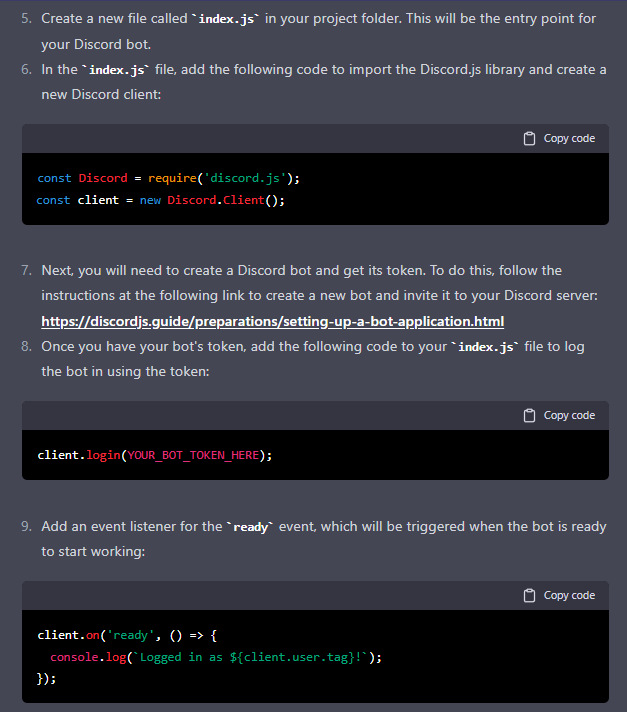 5. Create a new file called `index.js` in your project folder. This will be the entry point for
your Discord bot.
6. In the `index.js` file, add the following code to import the Discord.js library and create a
new Discord client:
Copy code
const Discord = require('discord.js');
const client = new Discord.Client();
7. Next, you will need to create a Discord bot and get its token. To do this, follow the
instructions at the following link to create a new bot and invite it to your Discord server:
https://discordjs.guide/preparations/setting-up-a-bot-application.html
8. Once you have your bot's token, add the following code to your `index.js` file to log
the bot in using the token:
Copy code
client.login(YOUR_BOT_TOKEN_HERE);
9. Add an event listener for the `ready` event, which will be triggered when the bot is ready
to start working:
Copy code
client.on('ready', () => {
  console.log(`Logged in as ${client.user.tag}!`);
});